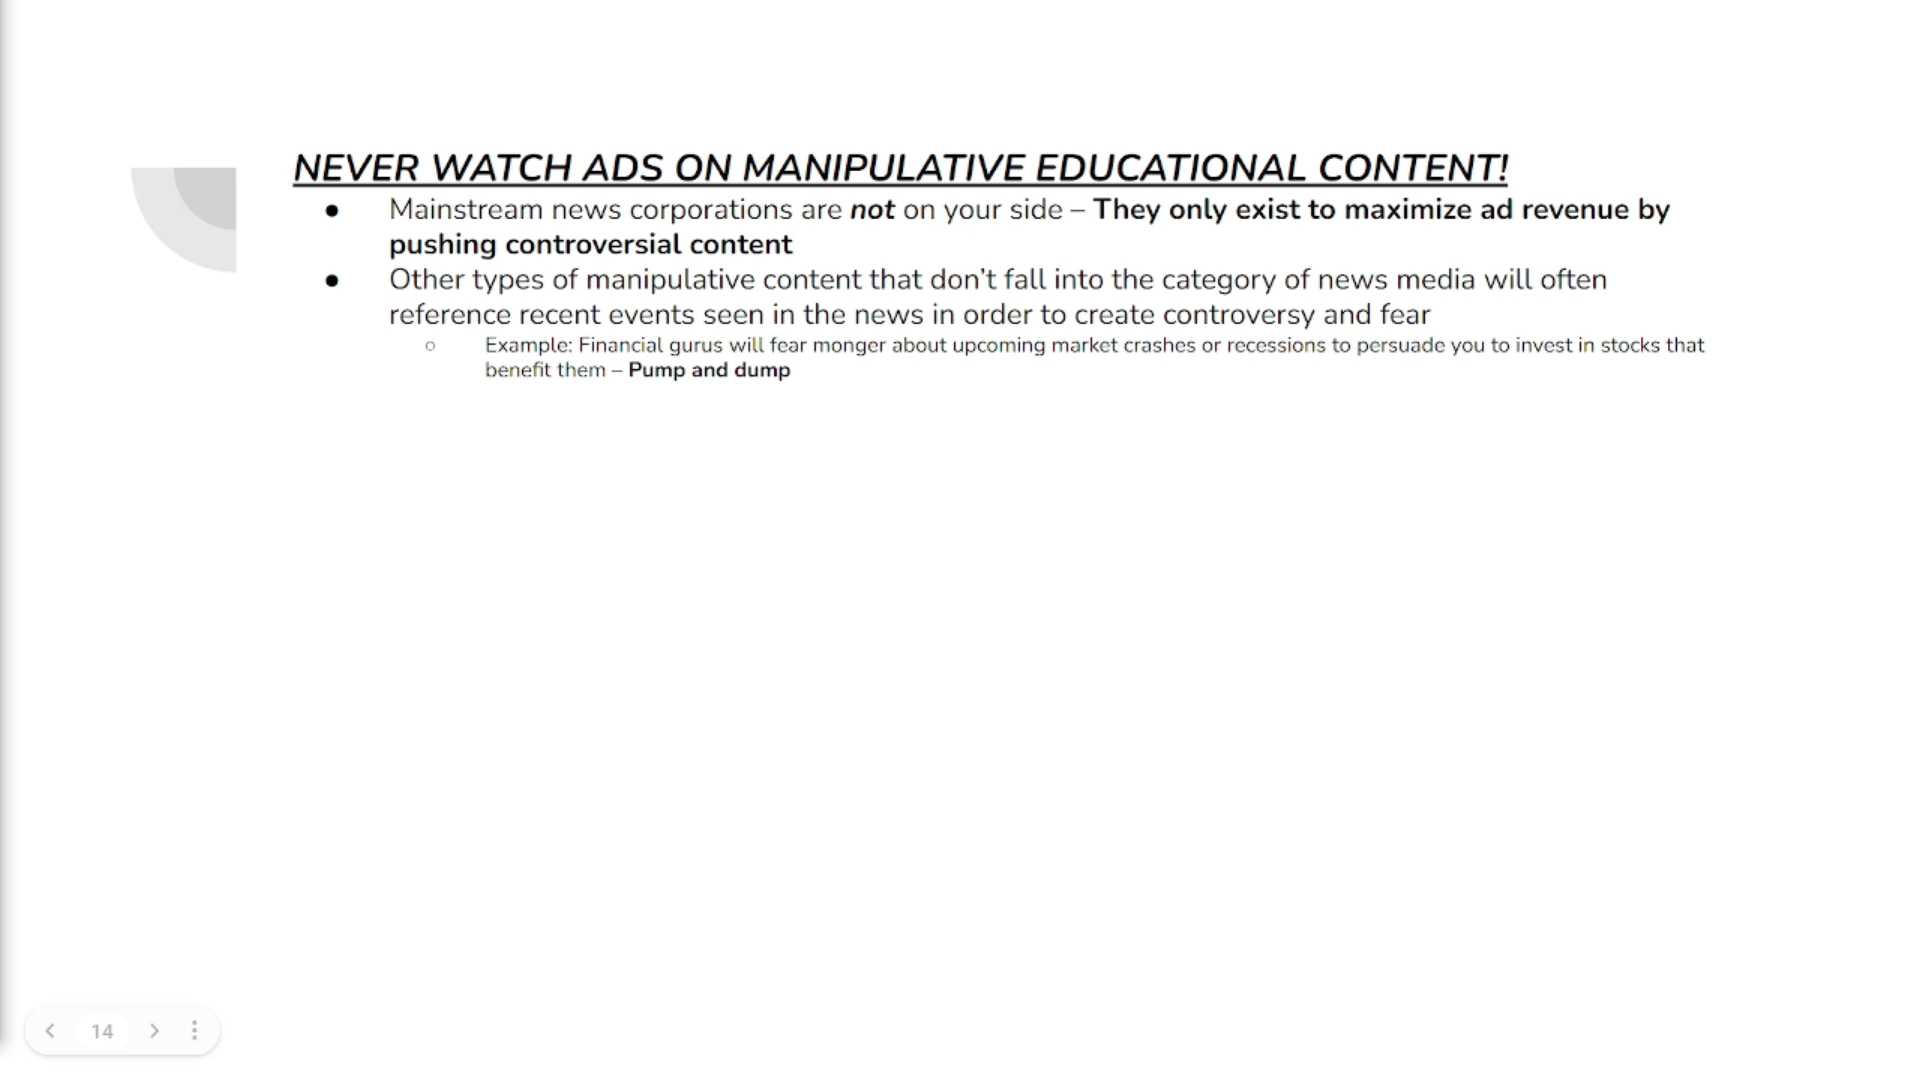 NEVER WATCH ADS ON MANIPULATIVE EDUCATIONAL CONTENT!
● Mainstream news corporations are not on your side – They only exist to maximize ad revenue by
pushing controversial content
● Other types of manipulative content that don’t fall into the category of news media will often
reference recent events seen in the news in order to create controversy and fear
○ Example: Financial gurus will fear monger about upcoming market crashes or recessions to persuade you to invest in stocks that
benefit them – Pump and dump
14